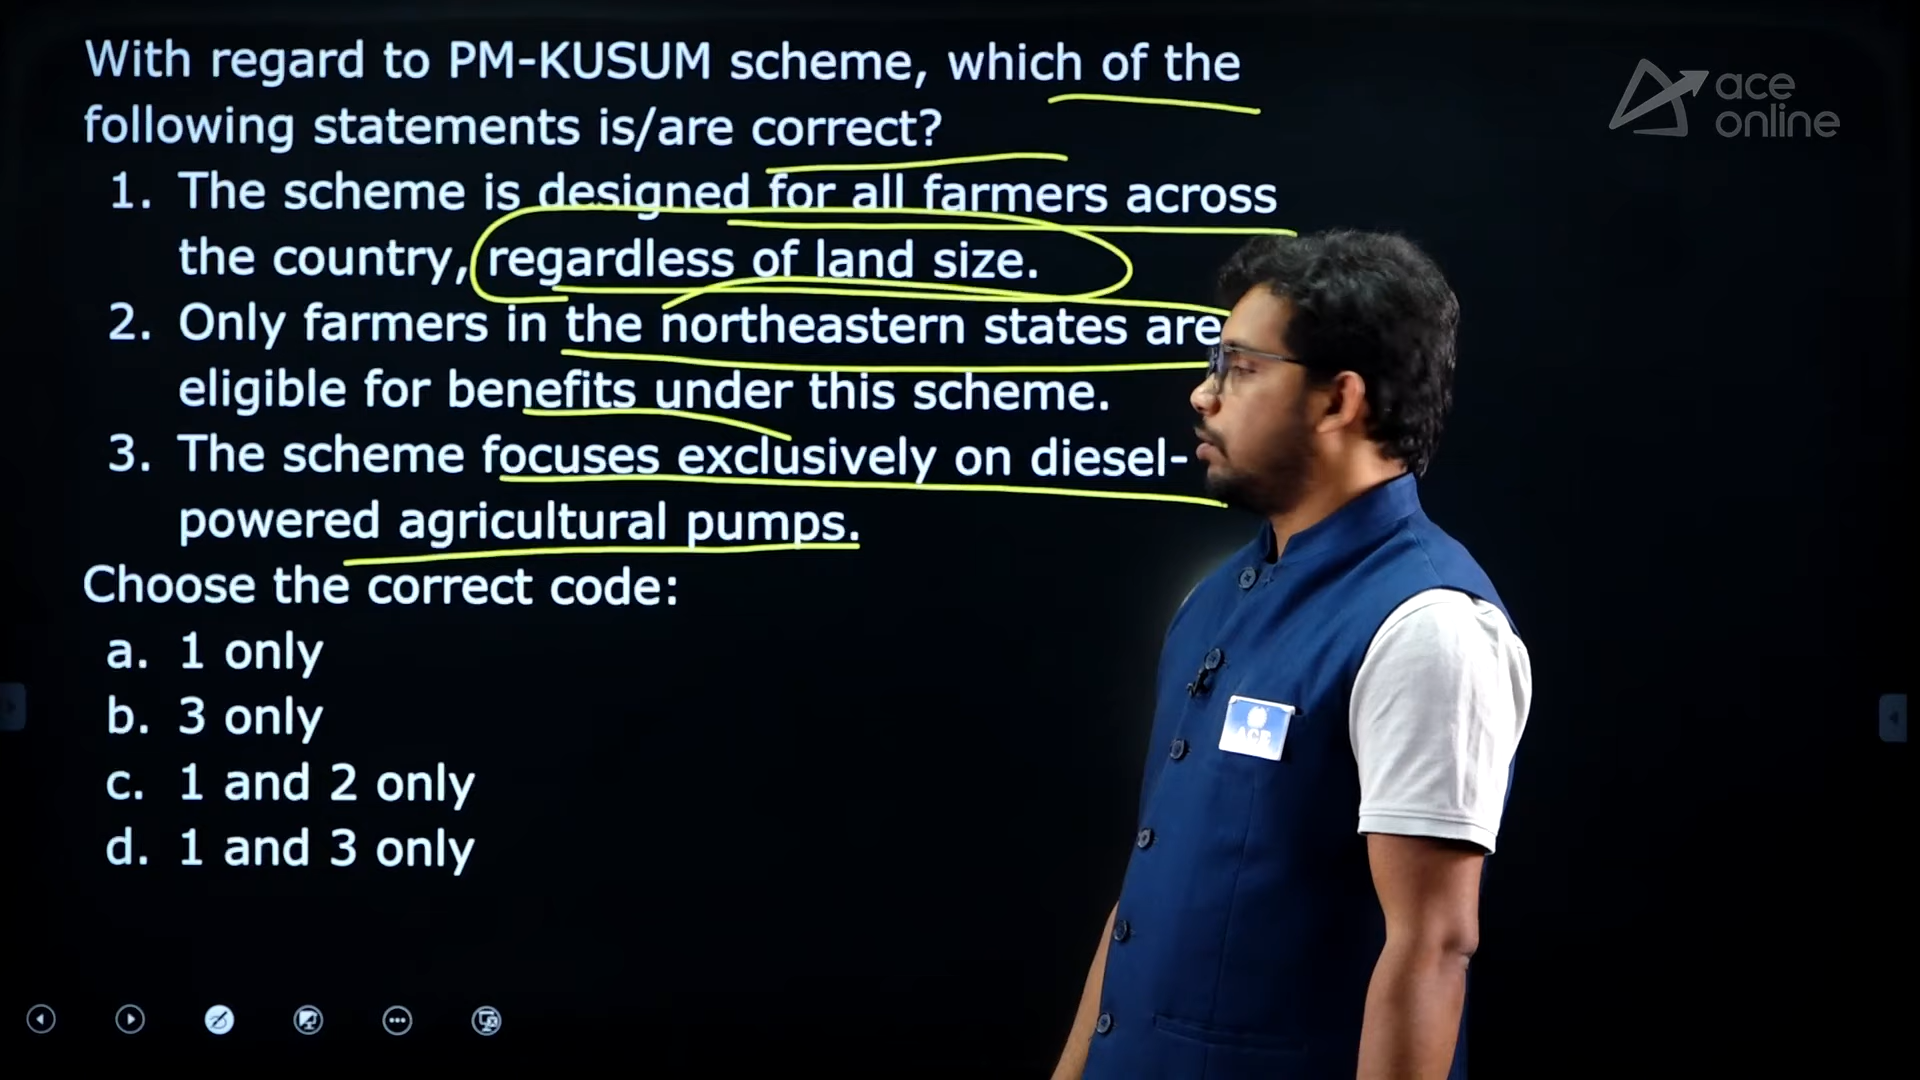 With regard to PM-KUSUM scheme, which of the
following statements is/are correct?
1. The scheme is designed for all farmers across
the country, regardless of land size.
2. Only farmers in the northeastern states are
eligible for benefits under this scheme.
3. The scheme focuses exclusively on diesel-
powered agricultural pumps.
Choose the correct code:
a. 1 only
b. 3 only
c. 1 and 2 only
d. 1 and 3 only
ace
online
ACE